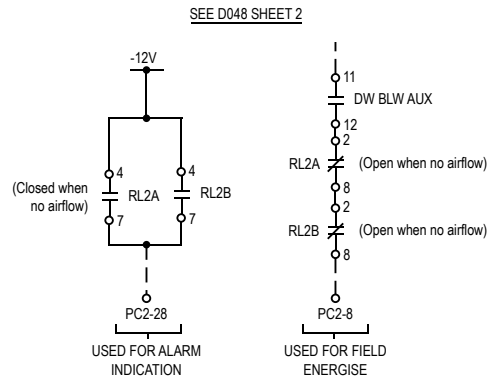 SEE D048 SHEET 2
-12V
4
4
(Closed when
no airflow)
RL2A
RL2B
7
7
PC2-28
USED FOR ALARM
INDICATION
11
DW BLW AUX
12
2
RL2A
(Open when no airflow)
8
2
RL2B
(Open when no airflow)
8
PC2-8
USED FOR FIELD
ENERGISE